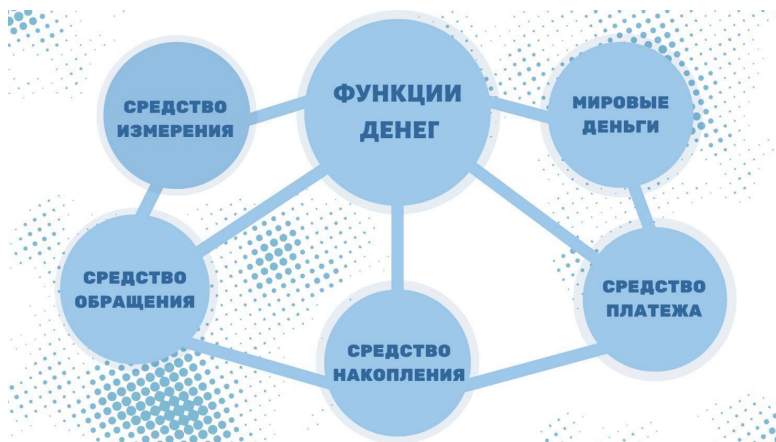 ФУНКЦИИ
ДЕНЕГ
СРЕДСТВО
ИЗМЕРЕНИЯ
МИРОВЫЕ
ДЕНЬГИ
СРЕДСТВО
ОБРАЩЕНИЯ
СРЕДСТВО
ПЛАТЕЖА
СРЕДСТВО
НАКОПЛЕНИЯ